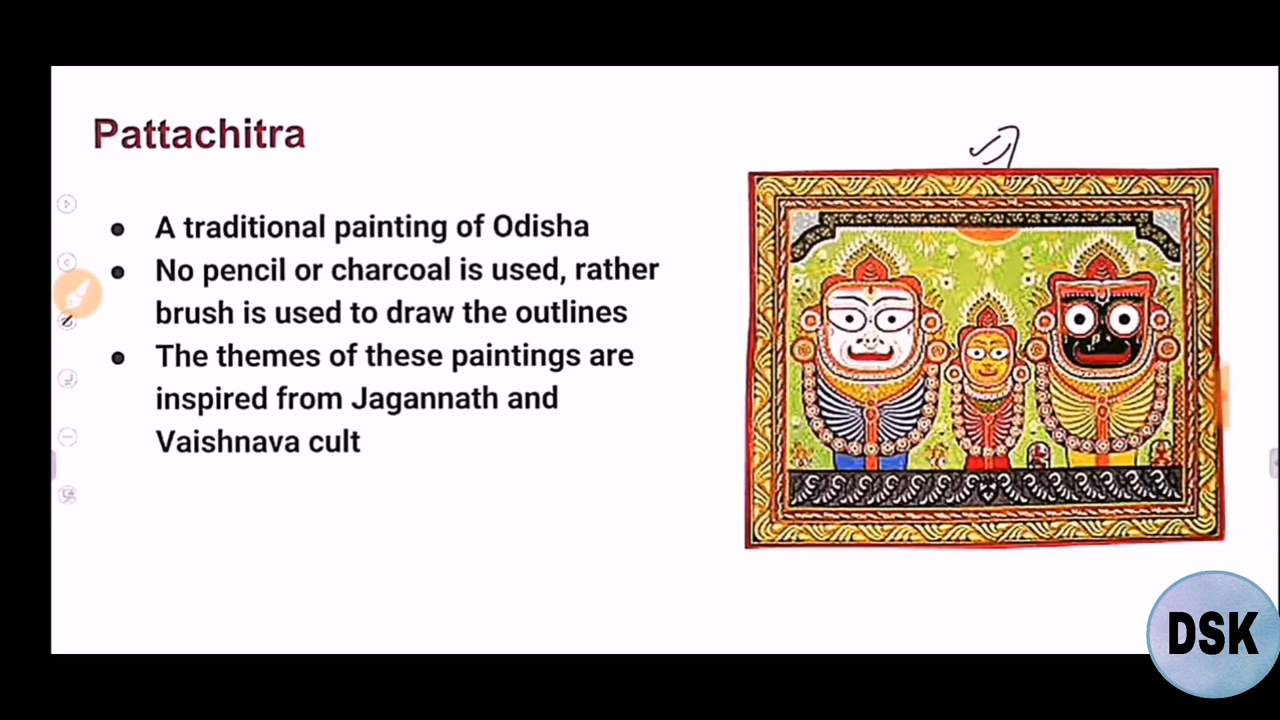 Pattachitra
● A traditional painting of Odisha
● No pencil or charcoal is used, rather
brush is used to draw the outlines
● The themes of these paintings are
inspired from Jagannath and
Vaishnava cult
DSK